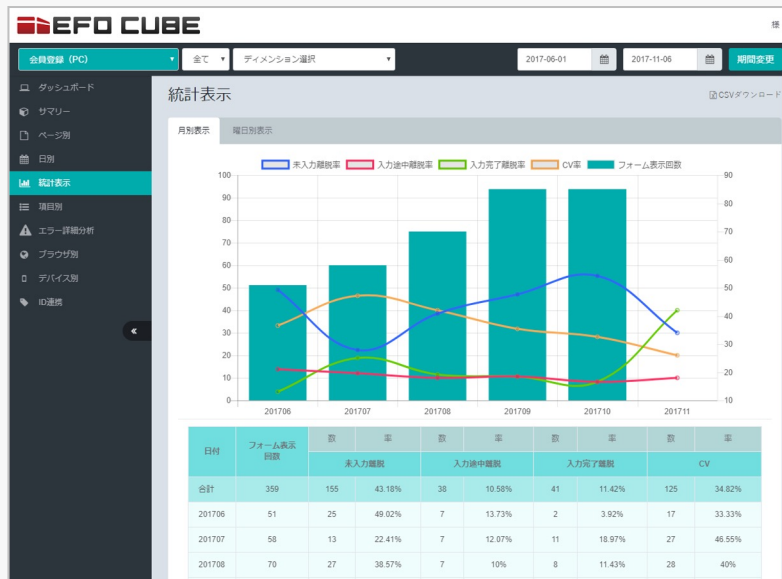 EFO CUBE
様
会員登録（PC）
全て
ディメンション選択
2017-06-01
2017-11-06
期間変更
ダッシュボード
サマリー
ページ別
日別
統計表示
項目別
エラー詳細分析
ブラウザ別
デバイス別
ID連携
統計表示
CSVダウンロード
月別表示 曜日別表示
未入力離脱率 入力途中離脱率 入力完了離脱率 CV率 フォーム表示回数
100 90
90 80
80 70
70 60
60
50 50
40 40
30 30
20 20
10
0 10
201706 201707 201708 201709 201710 201711
日付 フォーム表示回数 数 率 数 率 数 率 数 率
未入力離脱 入力途中離脱 入力完了離脱 CV
合計 359 155 43.18% 38 10.58% 41 11.42% 125 34.82%
201706 51 25 49.02% 7 13.73% 2 3.92% 17 33.33%
201707 58 13 22.41% 7 12.07% 11 18.97% 27 46.55%
201708 70 27 38.57% 7 10% 8 11.43% 28 40%